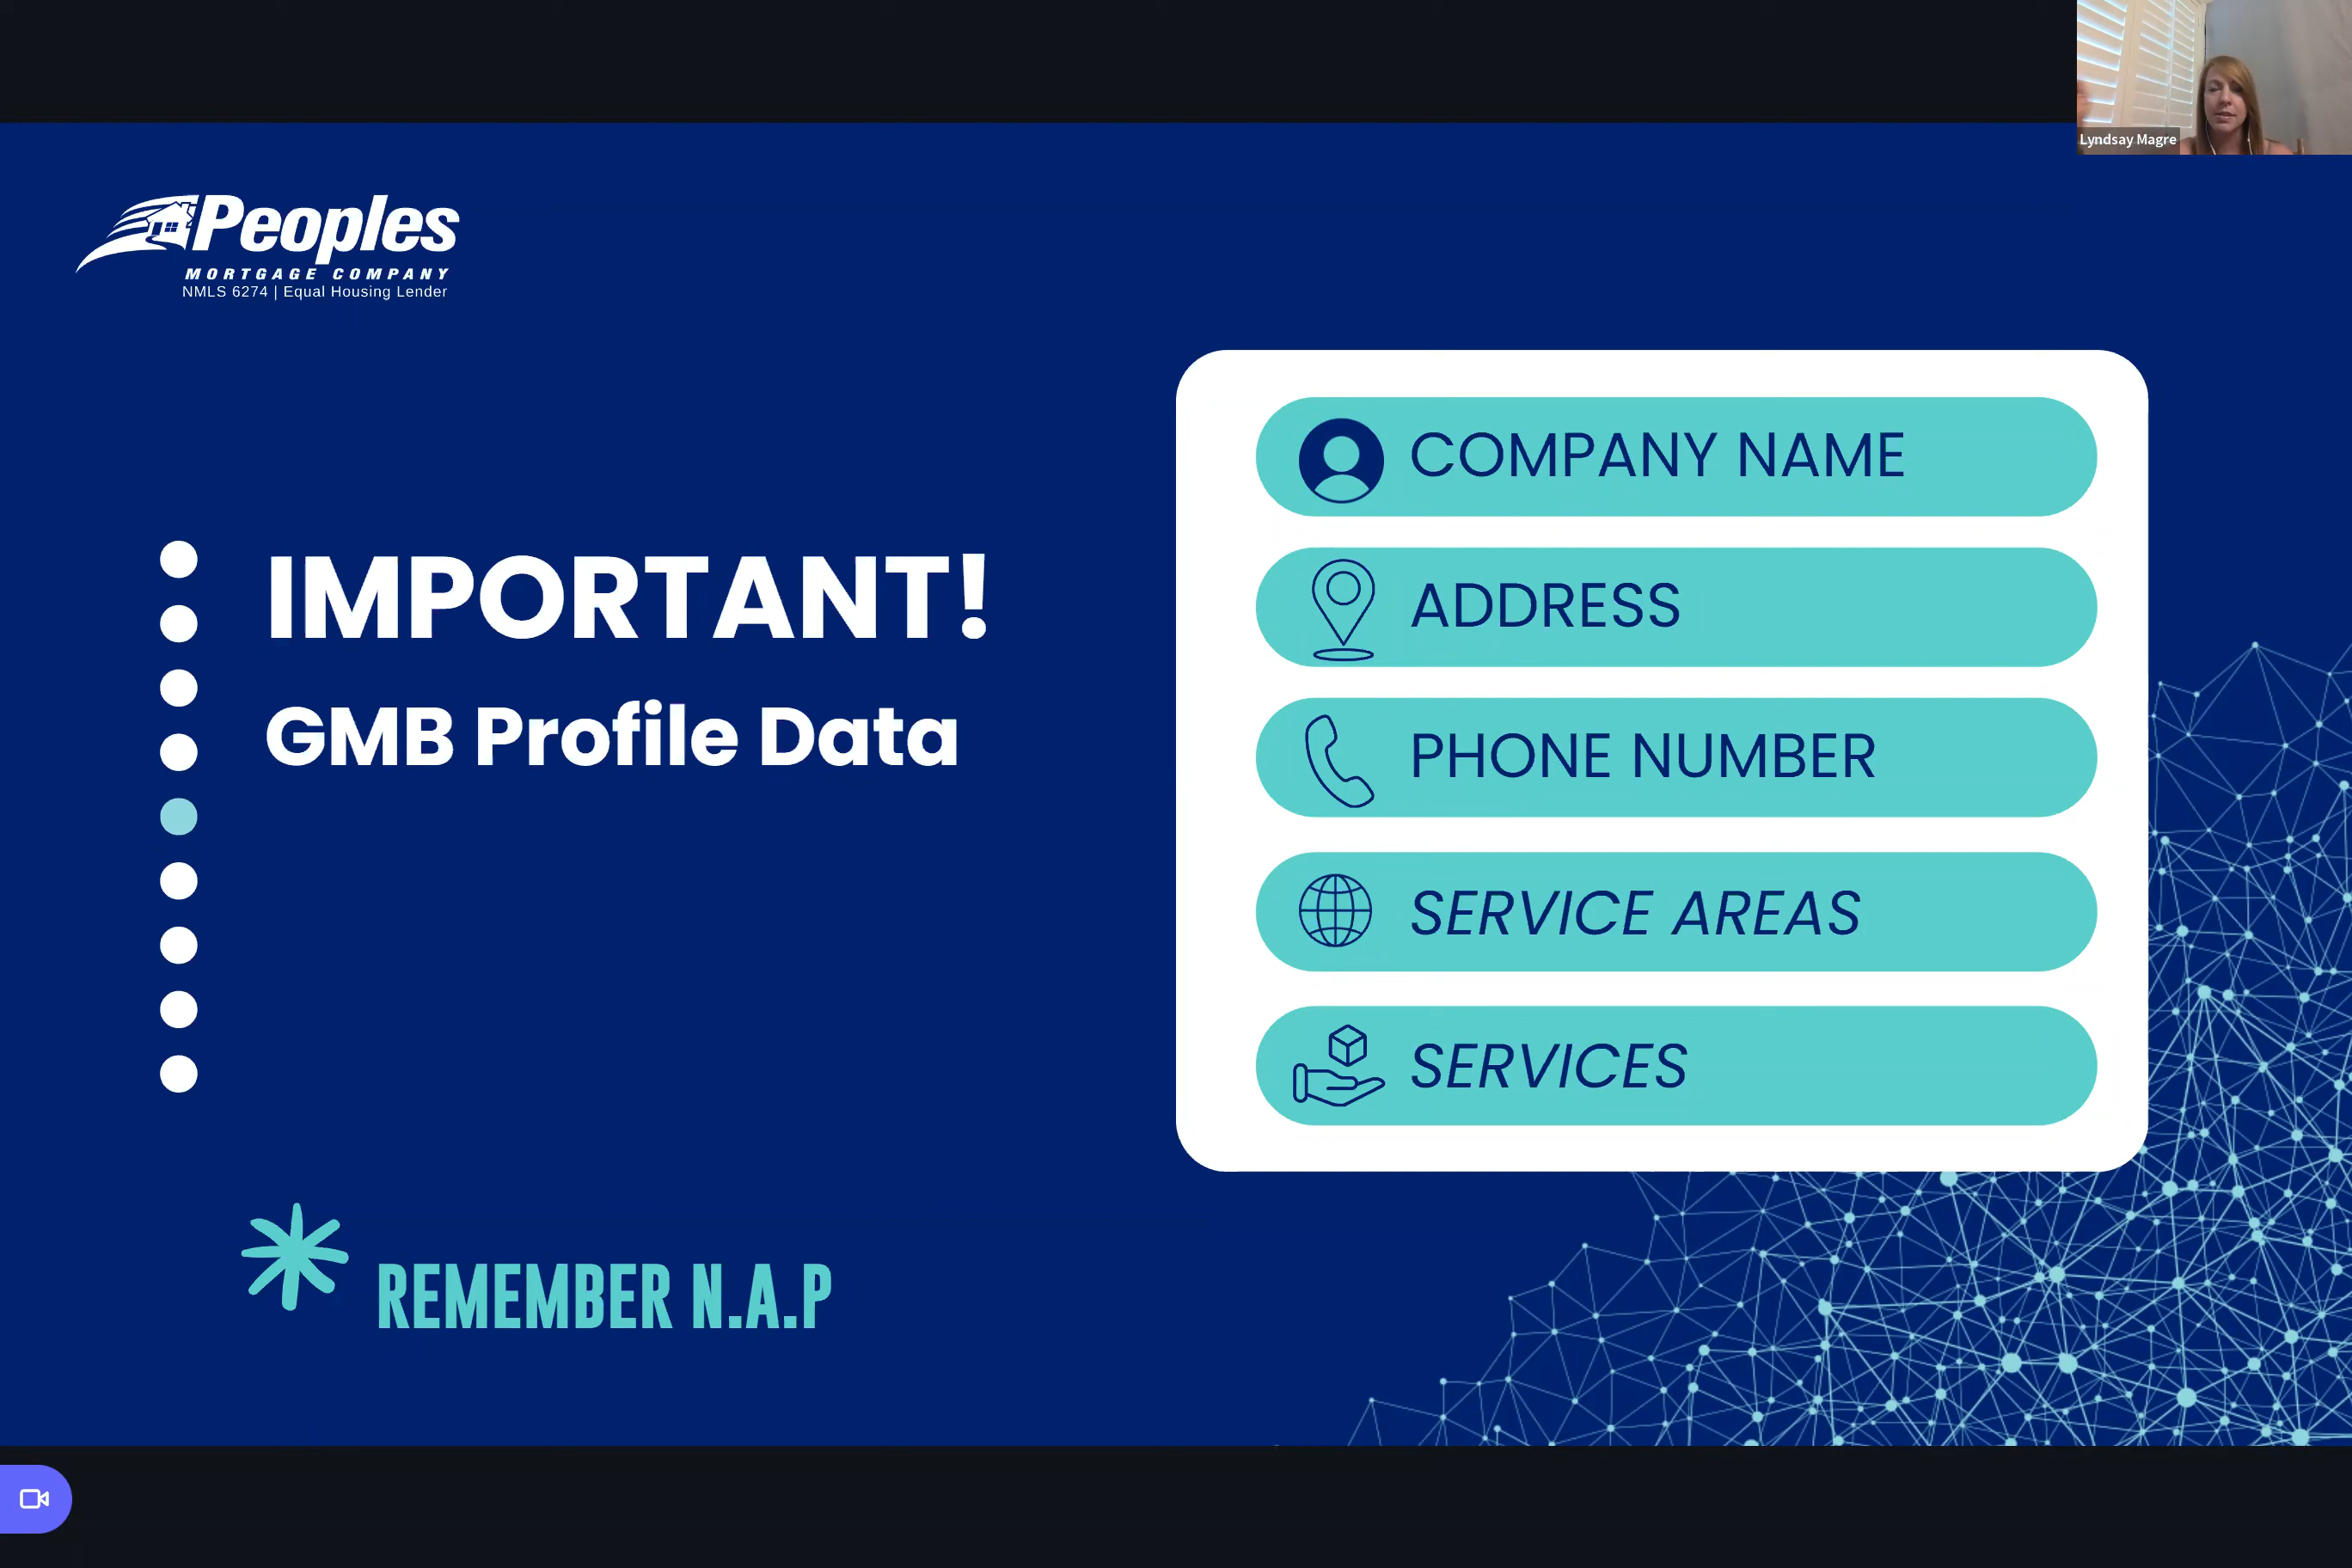 Lyndsay Magre
Peoples
MORTGAGE COMPANY
NMLS 6274 | Equal Housing Lender
IMPORTANT!
GMB Profile Data
COMPANY NAME
ADDRESS
PHONE NUMBER
SERVICE AREAS
SERVICES
REMEMBER N.A.P